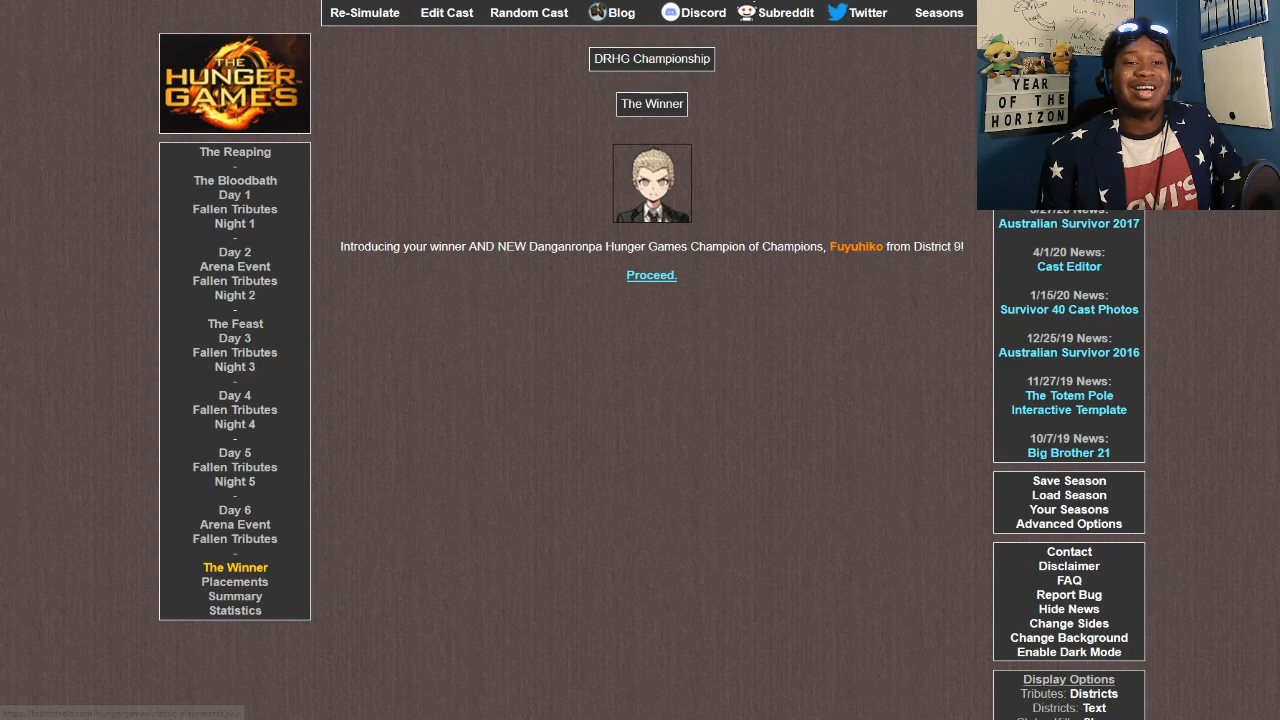 Re-Simulate Edit Cast Random Cast Blog Discord Subreddit Twitter Seasons
THE
HUNGER
GAMES
The Reaping
-
The Bloodbath
Day 1
Fallen Tributes
Night 1
-
Day 2
Arena Event
Fallen Tributes
Night 2
-
The Feast
Day 3
Fallen Tributes
Night 3
-
Day 4
Fallen Tributes
Night 4
-
Day 5
Fallen Tributes
Night 5
-
Day 6
Arena Event
Fallen Tributes
-
The Winner
Placements
Summary
Statistics
DRHG Championship
The Winner
Introducing your winner AND NEW Danganronpa Hunger Games Champion of Champions, Fuyuhiko from District 9!
Proceed.
YEAR
OF THE
HORIZON
Australian Survivor 2017
4/1/20 News:
Cast Editor
1/15/20 News:
Survivor 40 Cast Photos
12/25/19 News:
Australian Survivor 2016
11/27/19 News:
The Totem Pole
Interactive Template
10/7/19 News:
Big Brother 21
Save Season
Load Season
Your Seasons
Advanced Options
Contact
Disclaimer
FAQ
Report Bug
Hide News
Change Sides
Change Background
Enable Dark Mode
Display Options
Tributes: Districts
Districts: Text